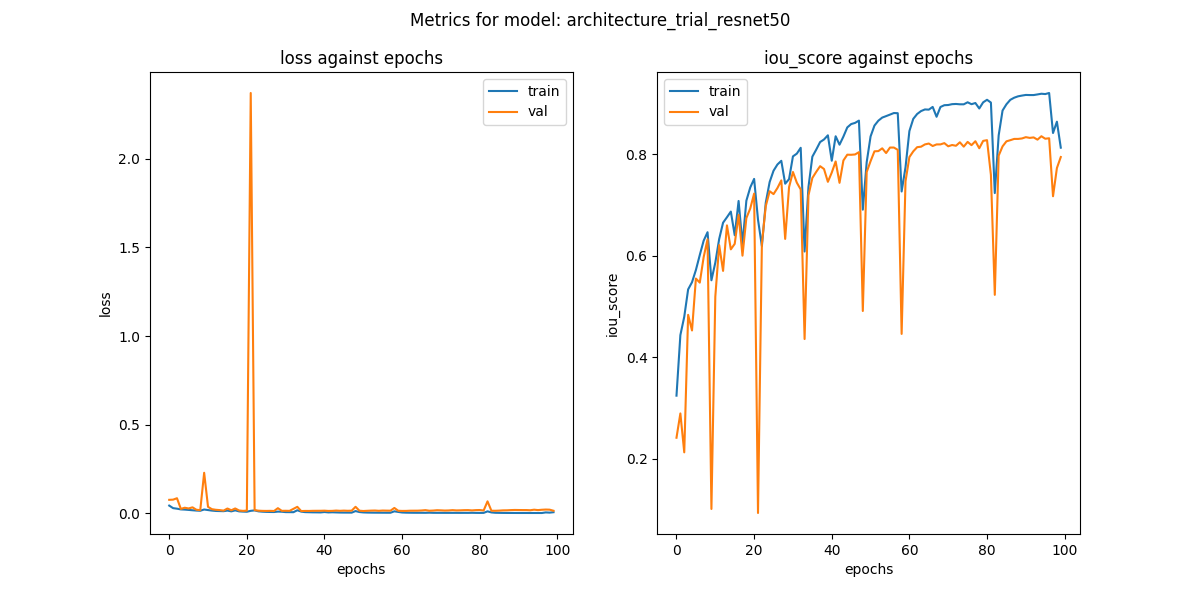 Metrics for model: architecture_trial_resnet50
loss against epochs
train
val
2.0
1.5
1.0
0.5
0.0
loss
0 20 40 60 80 100
epochs
iou_score against epochs
train
val
0.8
0.6
0.4
0.2
iou_score
0 20 40 60 80 100
epochs